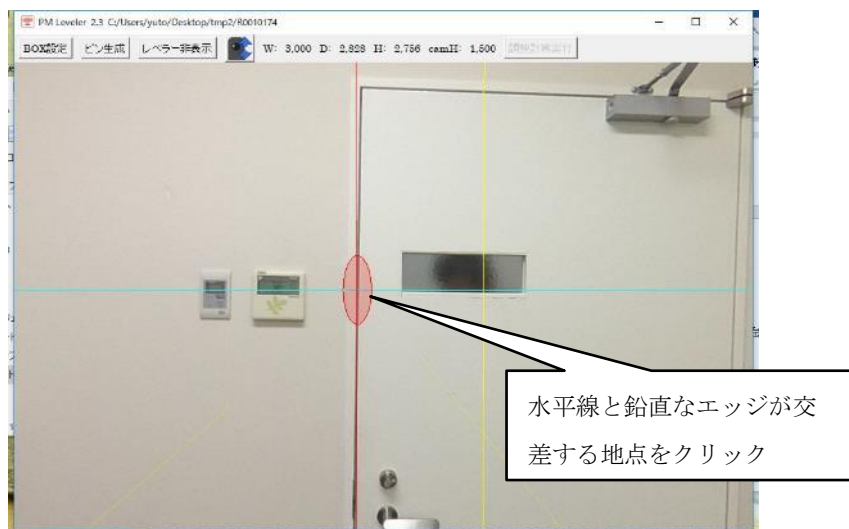 PM Leveler 2.3 C:/Users/yuto/Desktop/tmp2/R0010174
BOX設定 ピン生成 レベラー非表示 W: 3,000 D: 2,828 H: 2,756 camH: 1,500
水平線と鉛直なエッジが交
差する地点をクリック